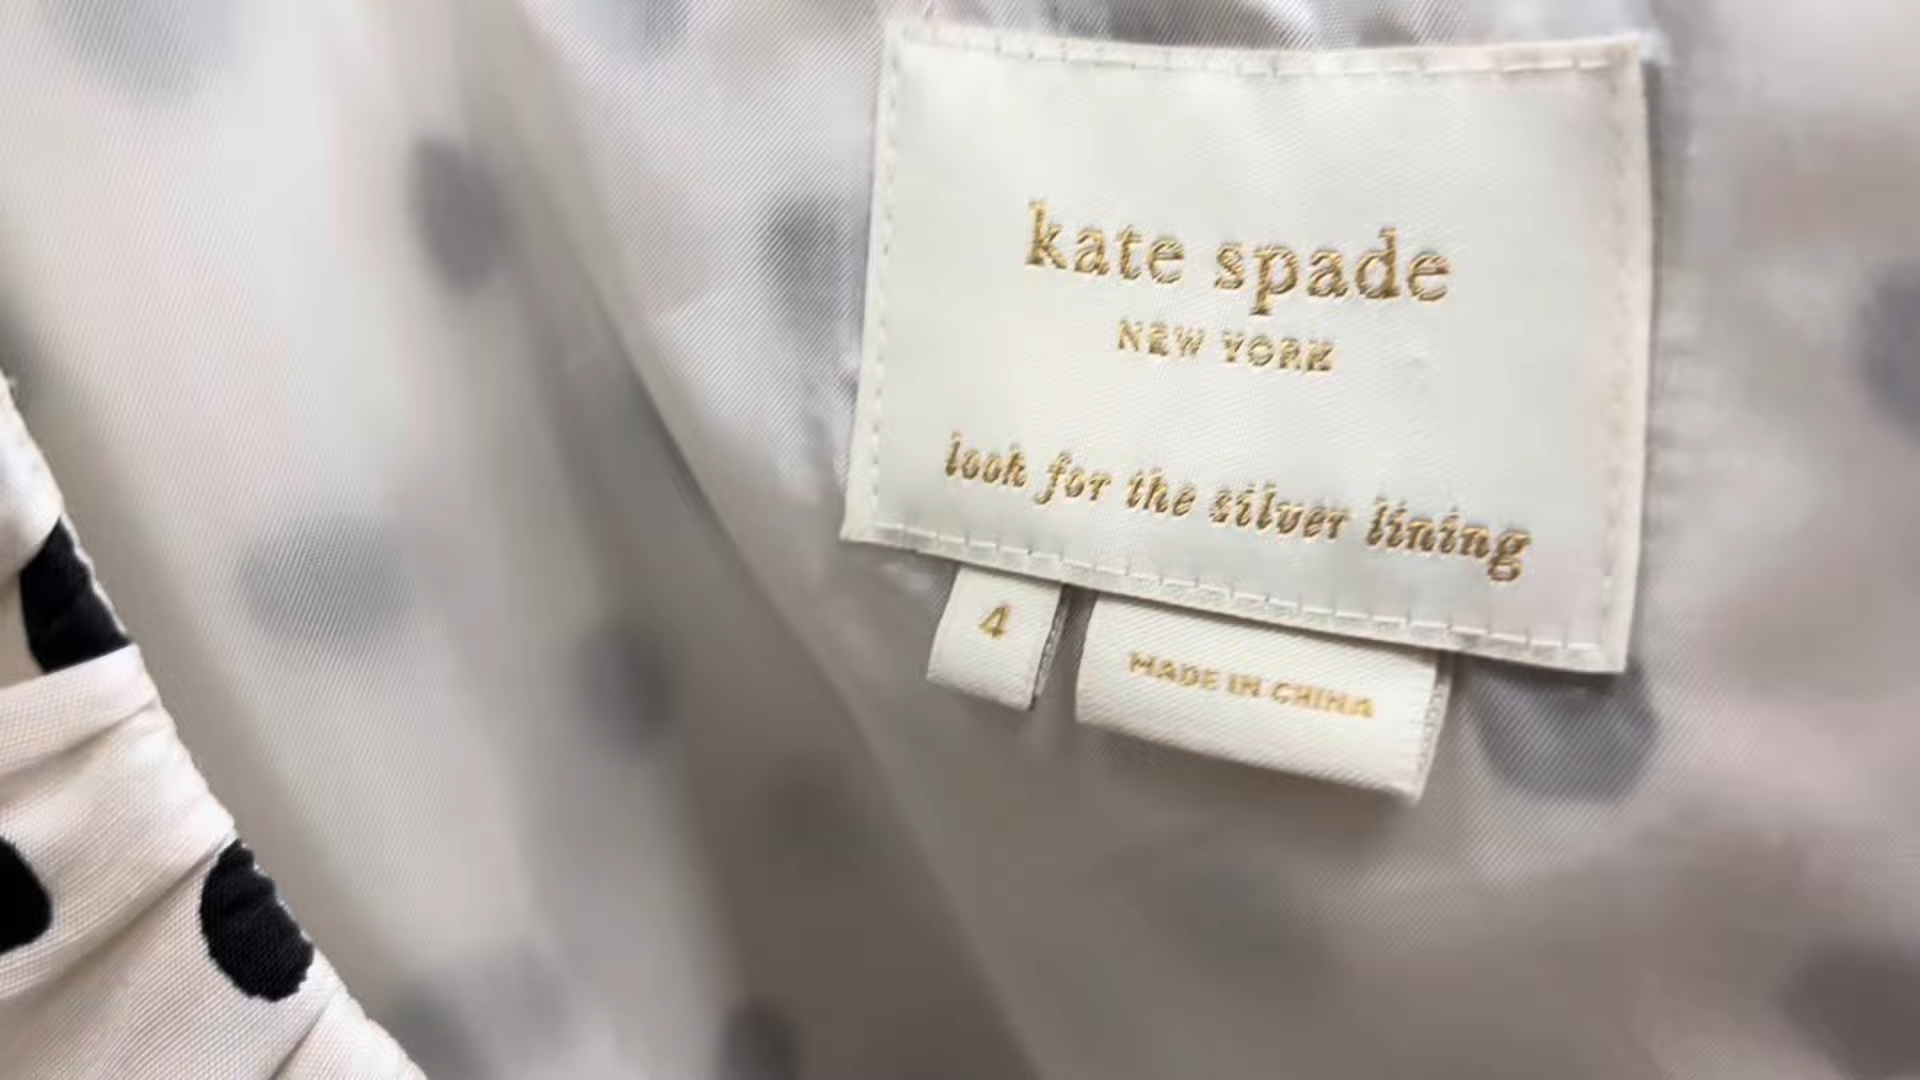 kate spade
NEW YORK
look for the silver lining
4
MADE IN CHINA